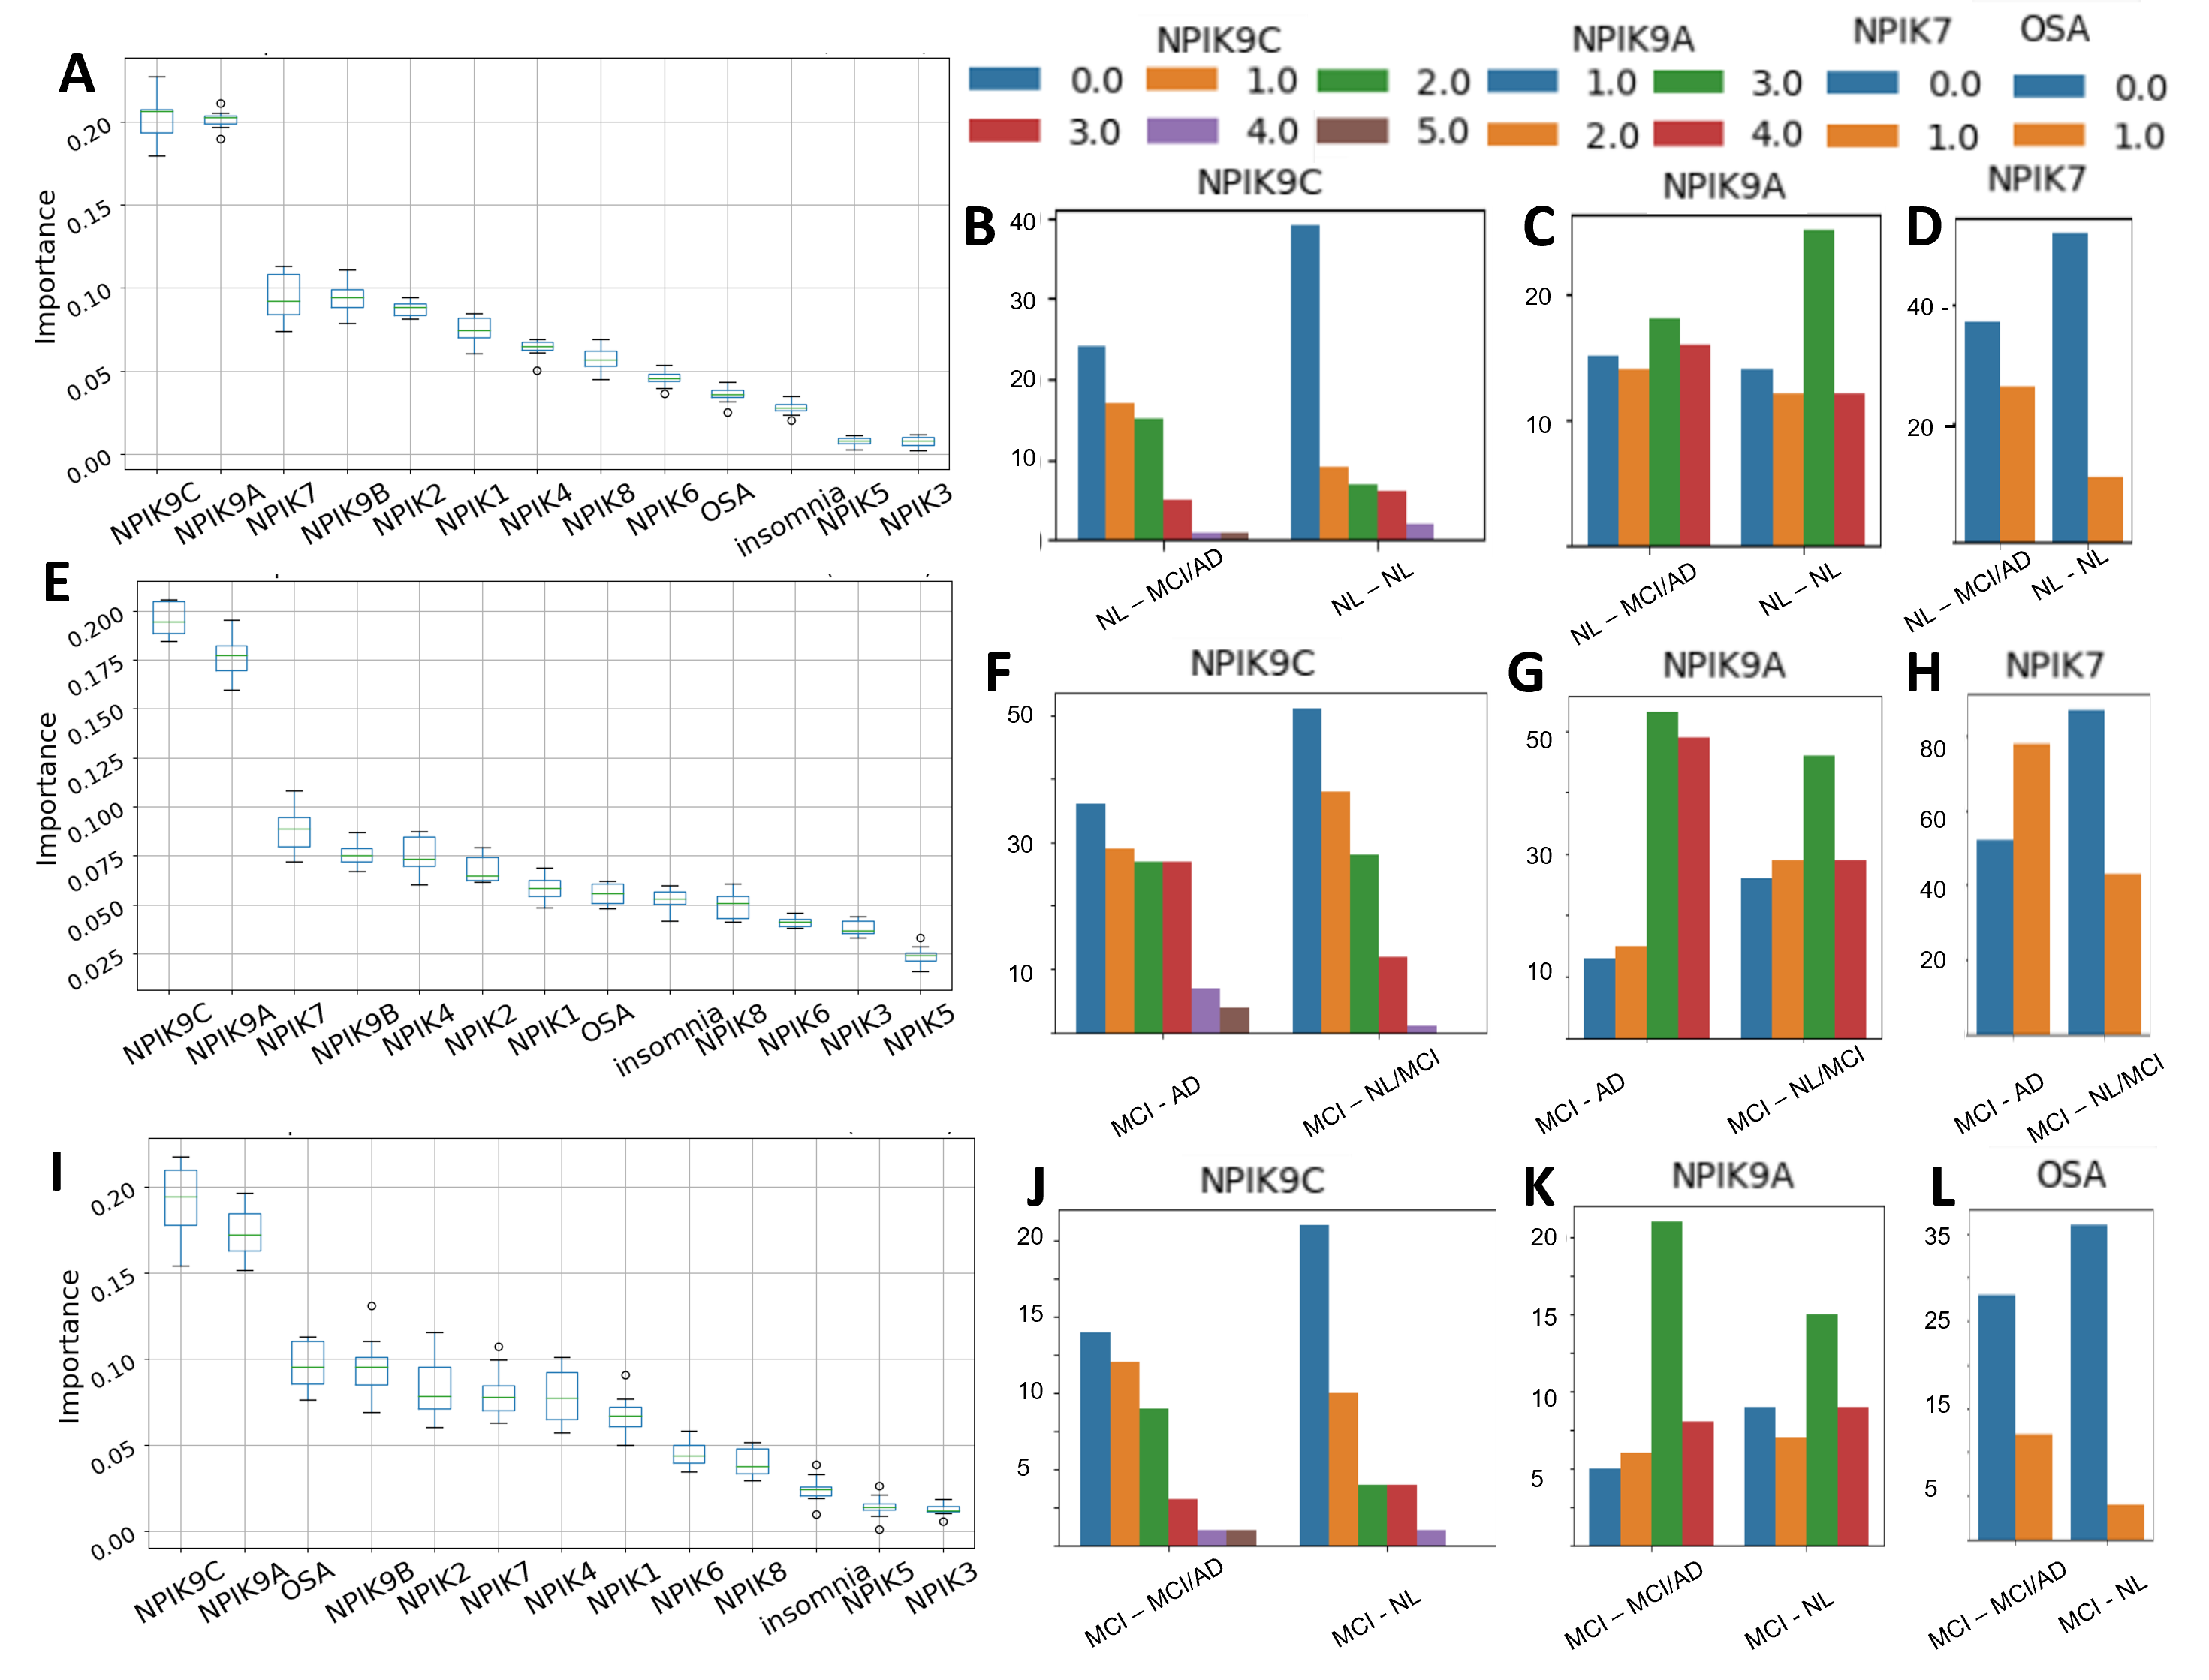 A
Importance
0.20
0.15
0.10
0.05
0.00
NPIK9C NPIK9A NPIK7 NPIK9B NPIK2 NPIK1 NPIK4 NPIK8 NPIK6 OSA insomnia NPIK5 NPIK3
NPIK9C NPIK9A NPIK7 OSA
0.0 1.0 2.0 1.0 3.0 0.0 0.0
3.0 4.0 5.0 2.0 4.0 1.0 1.0
B
NPIK9C
40
30
20
10
NL – MCI/AD NL – NL
C
NPIK9A
20
10
NL – MCI/AD NL – NL
D
NPIK7
40
20
NL – MCI/AD NL - NL
E
Importance
0.200
0.175
0.150
0.125
0.100
0.075
0.050
0.025
NPIK9C NPIK9A NPIK7 NPIK9B NPIK4 NPIK2 NPIK1 OSA insomnia NPIK8 NPIK6 NPIK3 NPIK5
F
NPIK9C
50
30
10
MCI - AD MCI – NL/MCI
G
NPIK9A
50
30
10
MCI - AD MCI – NL/MCI
H
NPIK7
80
60
40
20
MCI - AD MCI – NL/MCI
I
Importance
0.20
0.15
0.10
0.05
0.00
NPIK9C NPIK9A OSA NPIK9B NPIK2 NPIK7 NPIK4 NPIK1 NPIK6 NPIK8 insomnia NPIK5 NPIK3
J
NPIK9C
20
15
10
5
MCI – MCI/AD MCI - NL
K
NPIK9A
20
15
10
5
MCI – MCI/AD MCI - NL
L
OSA
35
25
15
5
MCI – MCI/AD MCI - NL